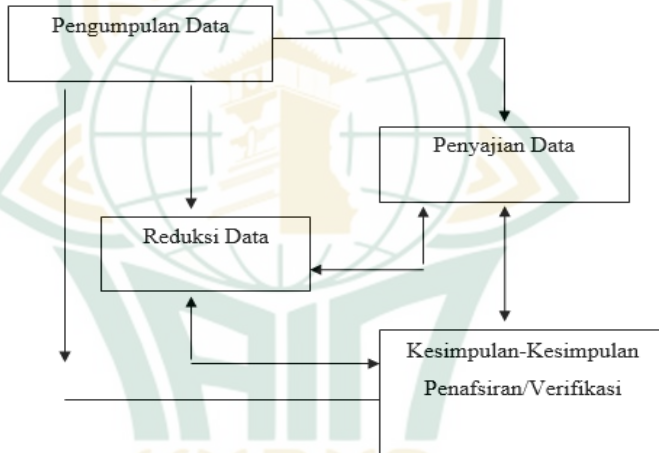 Pengumpulan Data
Penyajian Data
Reduksi Data
Kesimpulan-Kesimpulan
Penafsiran/Verifikasi